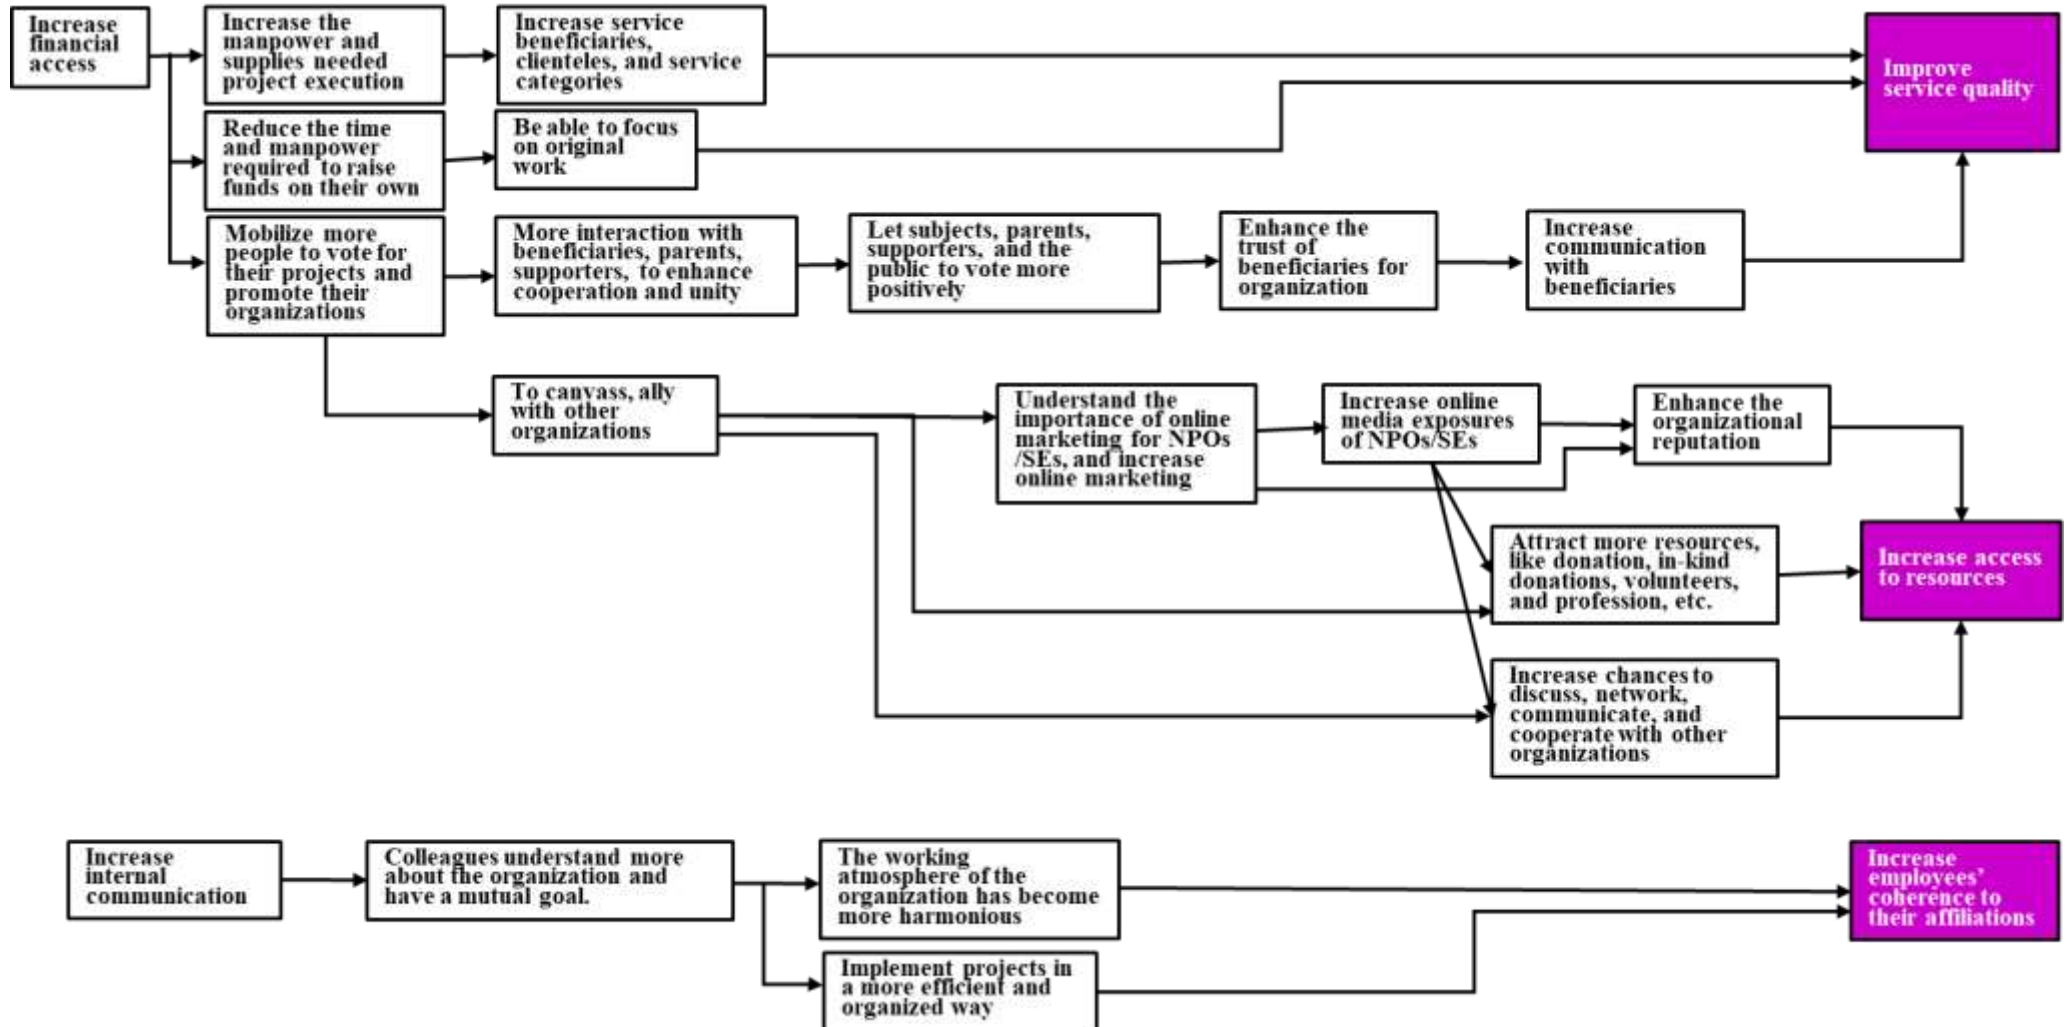 Increase
financial
access
Increase the
manpower and
supplies needed
project execution
Increase service
beneficiaries,
clienteles, and service
categories
Improve
service quality
Reduce the time
and manpower
required to raise
funds on their own
Be able to focus
on original
work
Mobilize more
people to vote for
their projects and
promote their
organizations
More interaction with
beneficiaries, parents,
supporters, to enhance
cooperation and unity
Let subjects, parents,
supporters, and the
public to vote more
positively
Enhance the
trust of
beneficiaries for
organization
Increase
communication
with
beneficiaries
To canvass, ally
with other
organizations
Understand the
importance of online
marketing for NPOs
/SEs, and increase
online marketing
Increase online
media exposures
of NPOs/SEs
Enhance the
organizational
reputation
Attract more resources,
like donation, in-kind
donations, volunteers,
and profession, etc.
Increase access
to resources
Increase chances to
discuss, network,
communicate, and
cooperate with other
organizations
Increase
internal
communication
Colleagues understand more
about the organization and
have a mutual goal.
The working
atmosphere of the
organization has become
more harmonious
Increase
employees’
coherence to
their affiliations
Implement projects in
a more efficient and
organized way